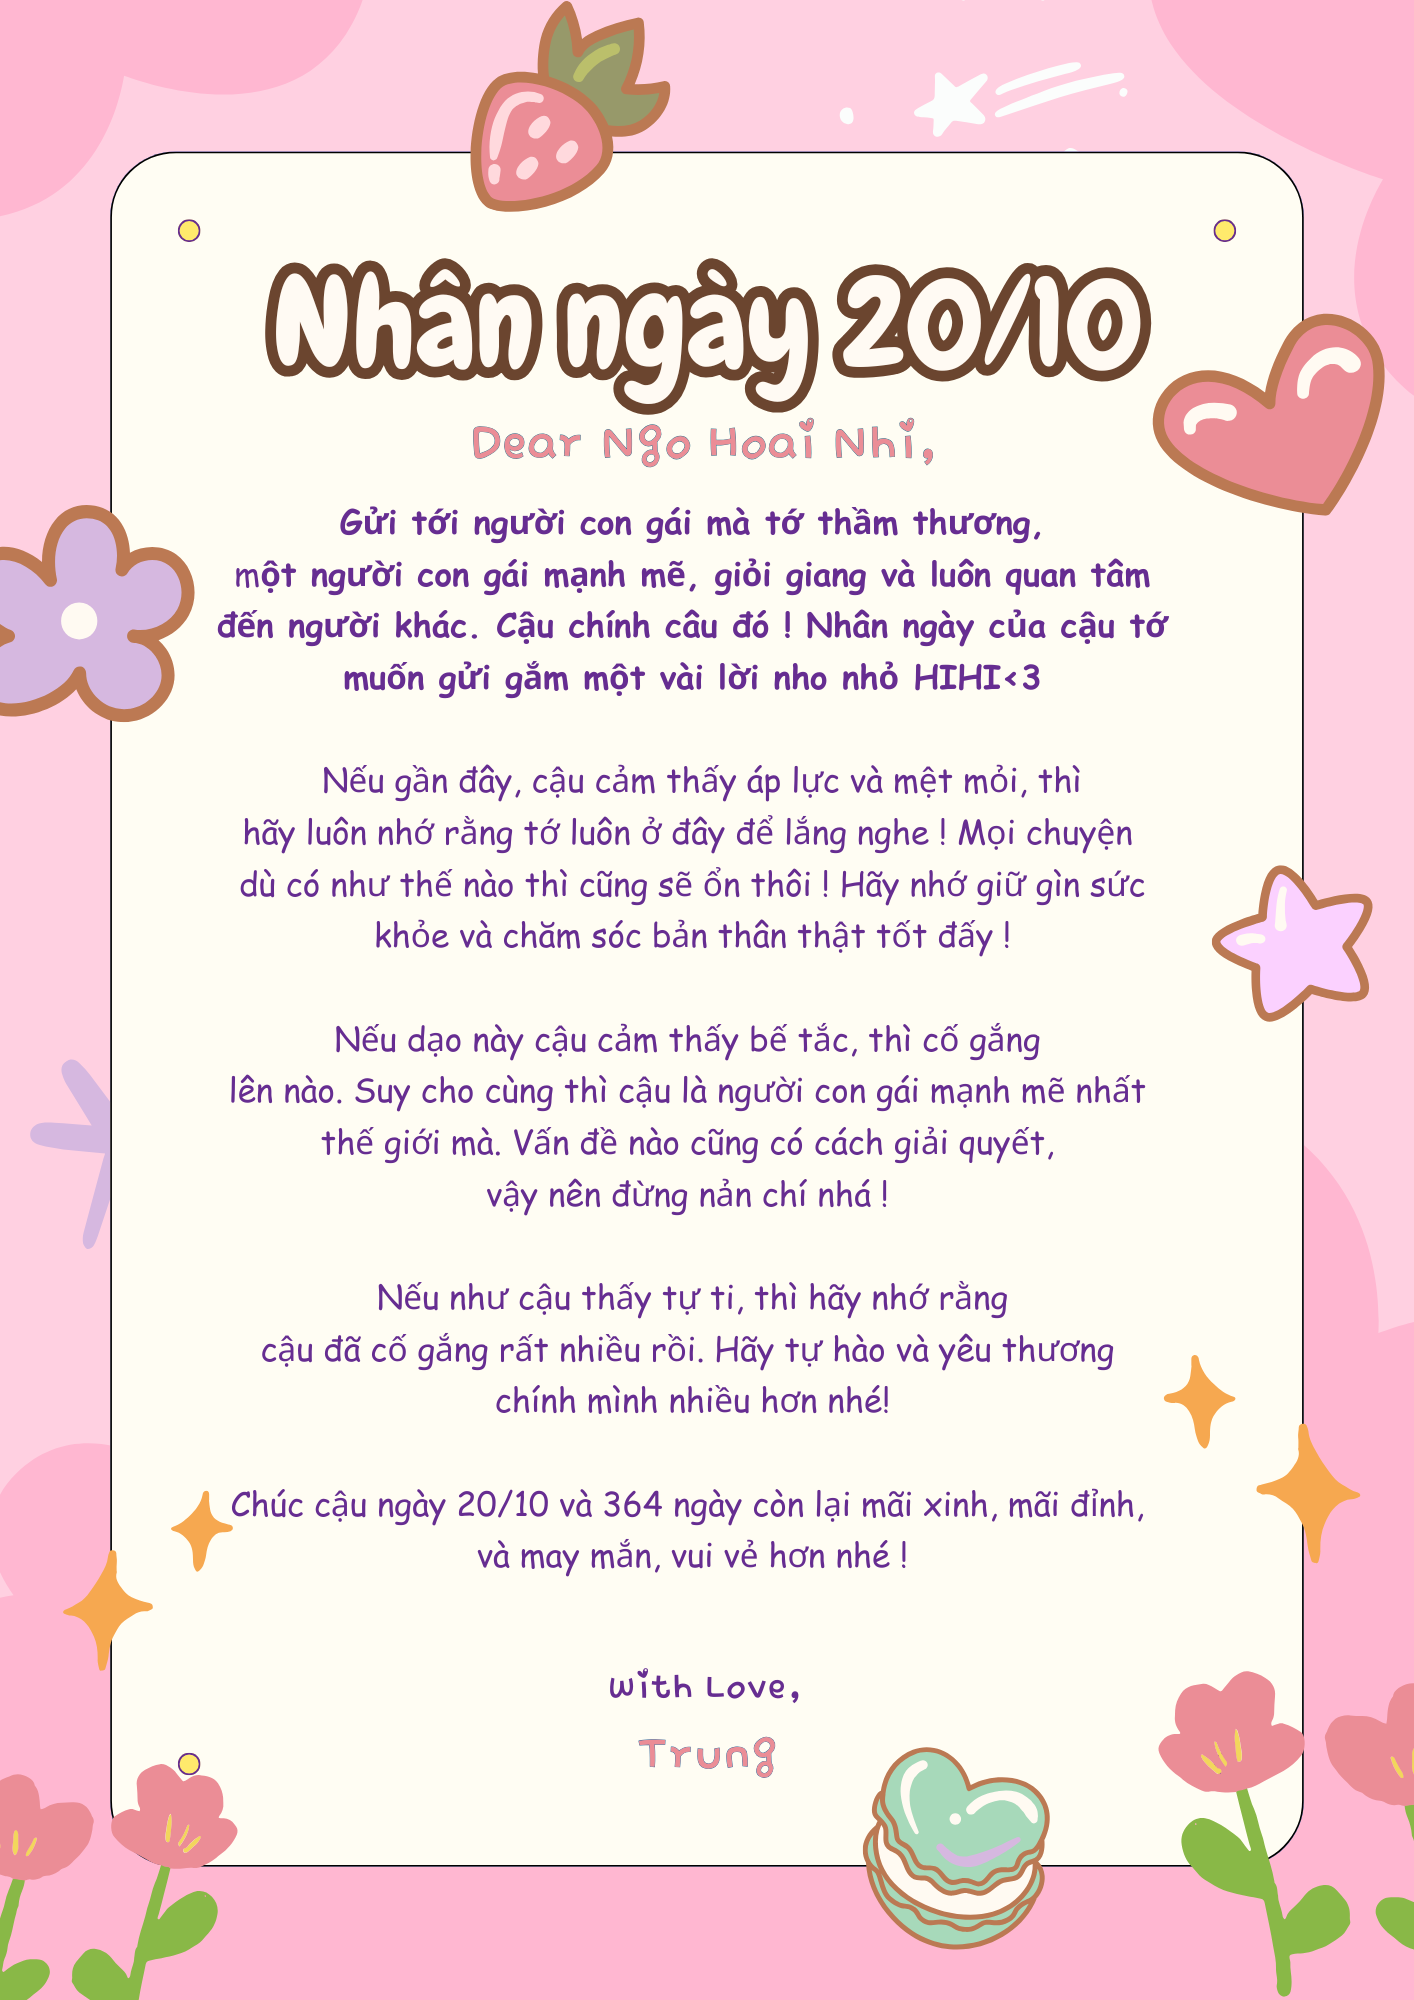 Nhân ngày 20/10
Dear Ngo Hoai Nhi,
Gửi tới người con gái mà tớ thầm thương,
một người con gái mạnh mẽ, giỏi giang và luôn quan tâm
đến người khác. Cậu chính câu đó ! Nhân ngày của cậu tớ
muốn gửi gắm một vài lời nho nhỏ HIHI<3
Nếu gần đây, cậu cảm thấy áp lực và mệt mỏi, thì
hãy luôn nhớ rằng tớ luôn ở đây để lắng nghe ! Mọi chuyện
dù có như thế nào thì cũng sẽ ổn thôi ! Hãy nhớ giữ gìn sức
khỏe và chăm sóc bản thân thật tốt đấy !
Nếu dạo này cậu cảm thấy bế tắc, thì cố gắng
lên nào. Suy cho cùng thì cậu là người con gái mạnh mẽ nhất
thế giới mà. Vấn đề nào cũng có cách giải quyết,
vậy nên đừng nản chí nhá !
Nếu như cậu thấy tự ti, thì hãy nhớ rằng
cậu đã cố gắng rất nhiều rồi. Hãy tự hào và yêu thương
chính mình nhiều hơn nhé!
Chúc cậu ngày 20/10 và 364 ngày còn lại mãi xinh, mãi đỉnh,
và may mắn, vui vẻ hơn nhé !
With Love,
Trung